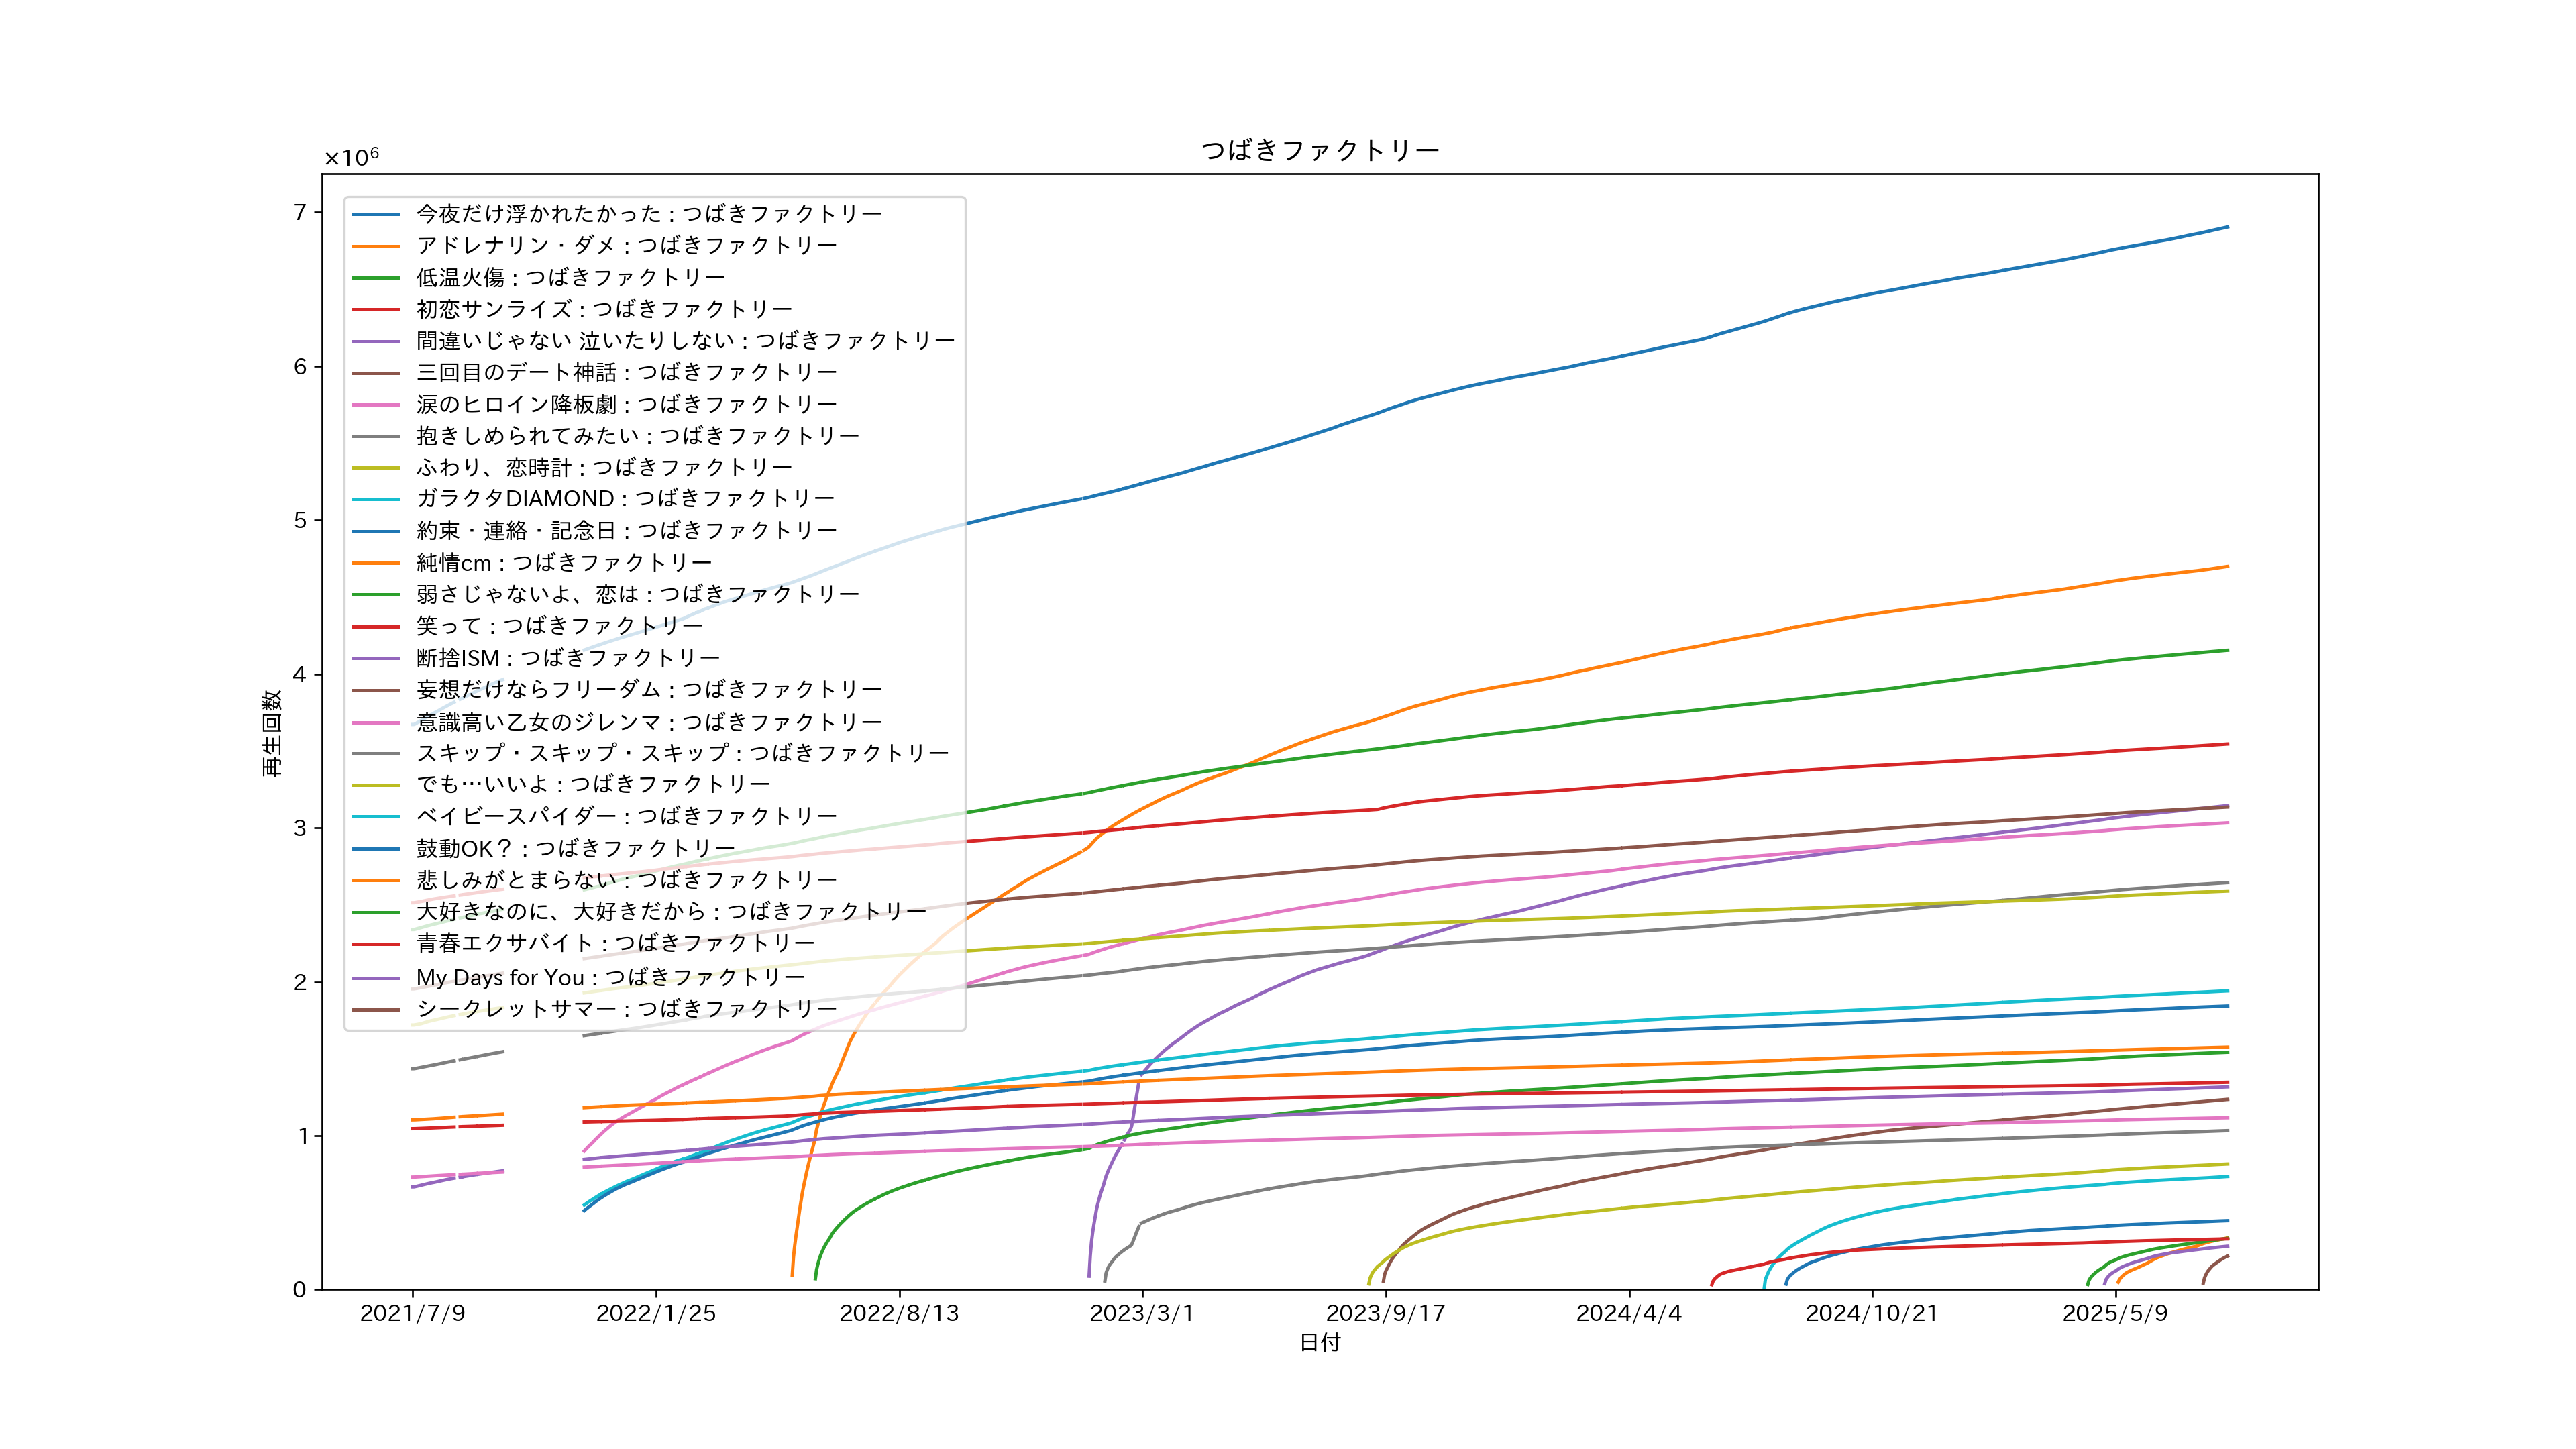 つばきファクトリー
×10⁶
7
6
5
4
3
2
1
0
再生回数
今夜だけ浮かれたかった : つばきファクトリー
アドレナリン・ダメ : つばきファクトリー
低温火傷 : つばきファクトリー
初恋サンライズ : つばきファクトリー
間違いじゃない 泣いたりしない : つばきファクトリー
三回目のデート神話 : つばきファクトリー
涙のヒロイン降板劇 : つばきファクトリー
抱きしめられてみたい : つばきファクトリー
ふわり、恋時計 : つばきファクトリー
ガラクタDIAMOND : つばきファクトリー
約束・連絡・記念日 : つばきファクトリー
純情cm : つばきファクトリー
弱さじゃないよ、恋は : つばきファクトリー
笑って : つばきファクトリー
断捨ISM : つばきファクトリー
妄想だけならフリーダム : つばきファクトリー
意識高い乙女のジレンマ : つばきファクトリー
スキップ・スキップ・スキップ : つばきファクトリー
でも…いいよ : つばきファクトリー
ベイビースパイダー : つばきファクトリー
鼓動OK？ : つばきファクトリー
悲しみがとまらない : つばきファクトリー
大好きなのに、大好きだから : つばきファクトリー
青春エクサバイト : つばきファクトリー
My Days for You : つばきファクトリー
シークレットサマー : つばきファクトリー
2021/7/9 2022/1/25 2022/8/13 2023/3/1 2023/9/17 2024/4/4 2024/10/21 2025/5/9
日付